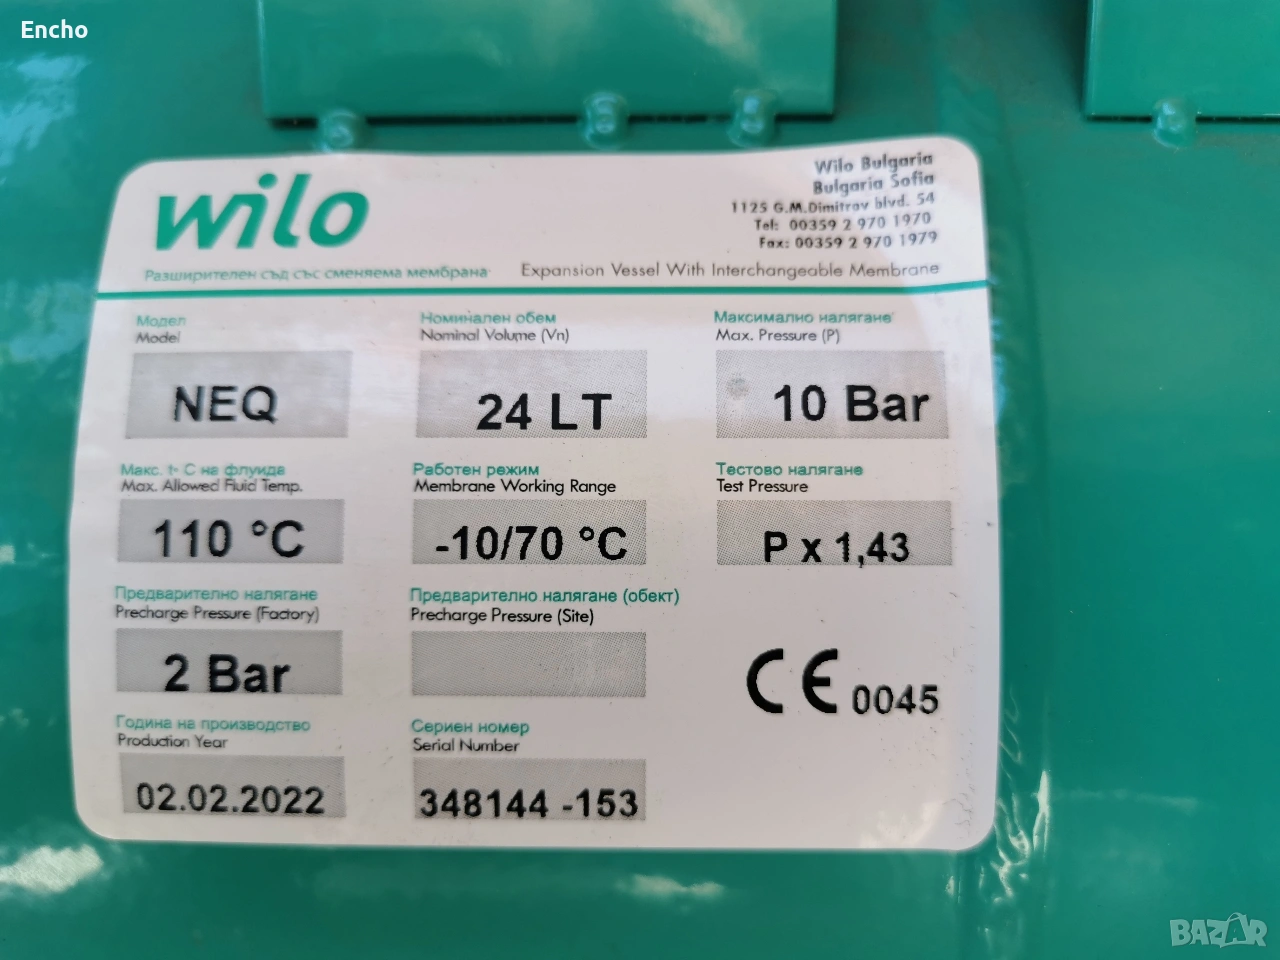 Encho
wilo
Wilo Bulgaria
Bulgaria Sofia
1125 G.M.Dimitrov blvd. 54
Tel: 00359 2 970 1970
Fax: 00359 2 970 1979
Разширителен съд със сменяема мембрана
Expansion Vessel With Interchangeable Membrane
Модел
Model
NEQ
Номинален обем
Nominal Volume (Vn)
24 LT
Максимално налягане
Max. Pressure (P)
10 Bar
Макс. t- C на флуида
Max. Allowed Fluid Temp.
110 °C
Работен режим
Membrane Working Range
-10/70 °C
Тестово налягане
Test Pressure
P x 1,43
Предварително налягане
Precharge Pressure (Factory)
2 Bar
Предварително налягане (обект)
Precharge Pressure (Site)
CE 0045
Година на производство
Production Year
02.02.2022
Сериен номер
Serial Number
348144 -153
BAZAR